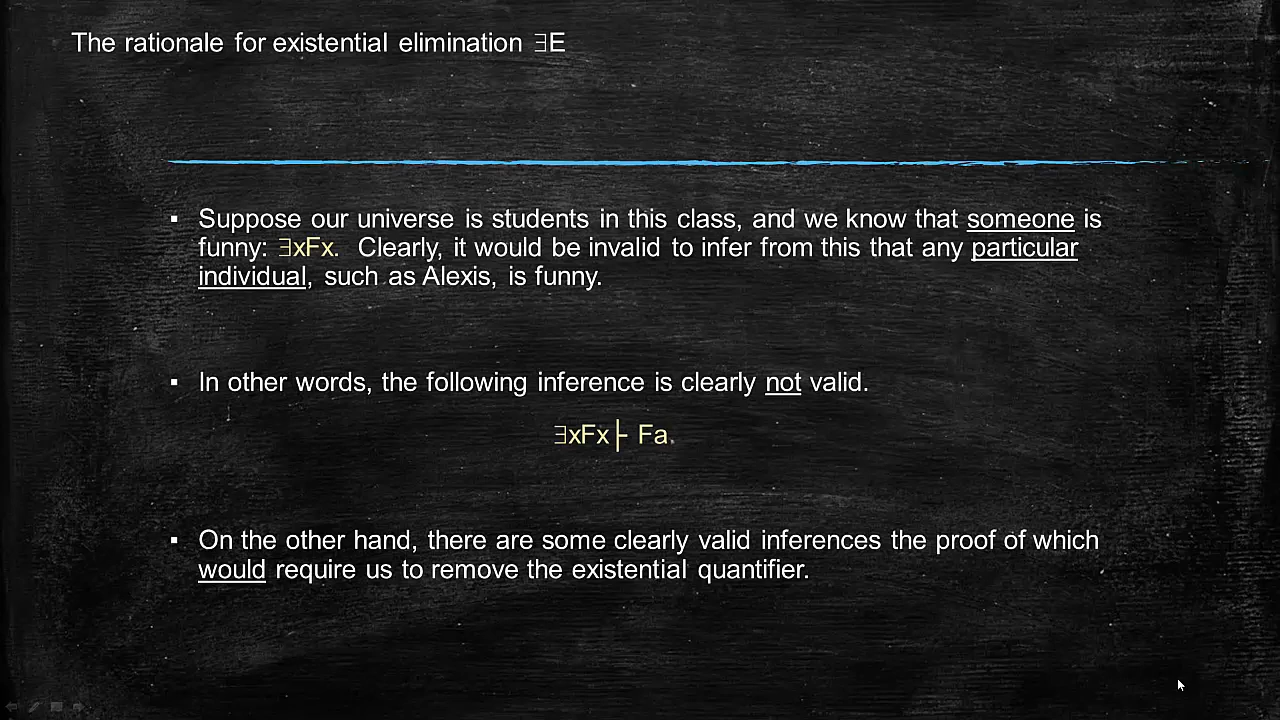 The rationale for existential elimination ∃E
▪ Suppose our universe is students in this class, and we know that someone is
funny: ∃xFx. Clearly, it would be invalid to infer from this that any particular
individual, such as Alexis, is funny.
▪ In other words, the following inference is clearly not valid.
∃xFx├ Fa.
▪ On the other hand, there are some clearly valid inferences the proof of which
would require us to remove the existential quantifier.